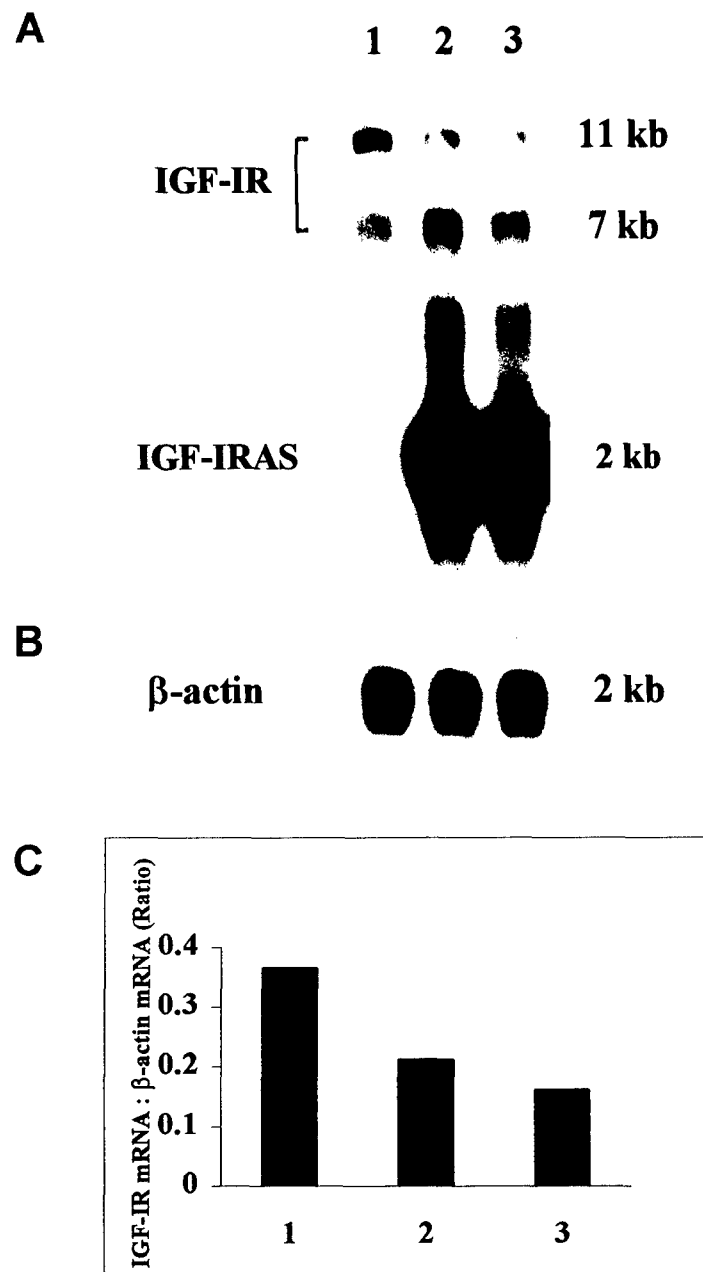 A
1 2 3
11 kb
IGF-IR
7 kb
IGF-IRAS 2 kb
B
β-actin 2 kb
C
IGF-IR mRNA : β-actin mRNA (Ratio)
0.4
0.3
0.2
0.1
0
1 2 3